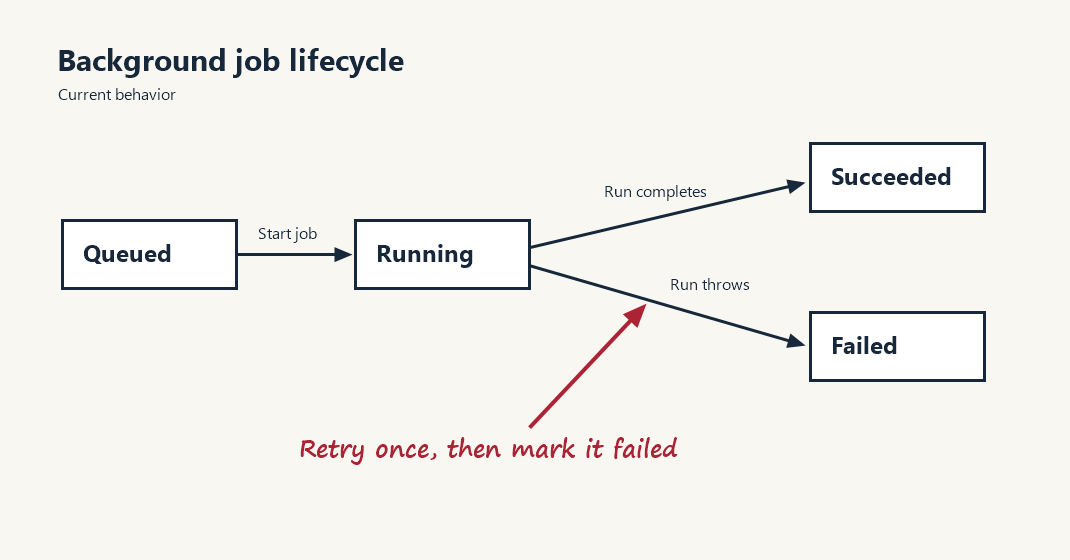 Background job lifecycle
Current behavior
Queued
Start job
Running
Run completes
Succeeded
Run throws
Failed
Retry once, then mark it failed